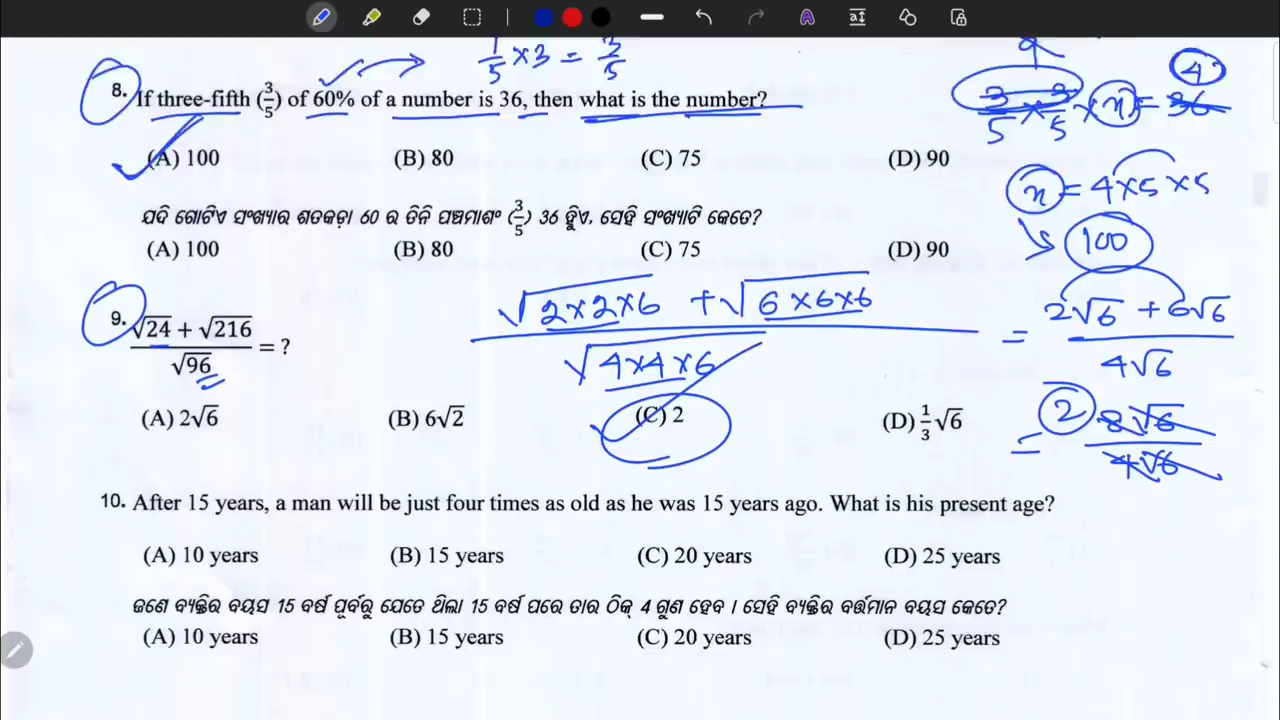 1/5 × 3 = 3/5
8. If three-fifth (3/5) of 60% of a number is 36, then what is the number?
(A) 100 (B) 80 (C) 75 (D) 90
3/5 × 3/5 × x = 36 4
x = 4×5×5
100
ଯଦି ଗୋଟିଏ ସଂଖ୍ୟାର ଶତକଡ଼ା 60 ର ତିନି ପଞ୍ଚମାଶଂ (3/5) 36 ହୁଁଏ, ସେହି ସଂଖ୍ୟାଟି କେତେ?
(A) 100 (B) 80 (C) 75 (D) 90
9. (√24 + √216)/√96 = ?
(√(2×2×6) + √(6×6×6))/√(4×4×6) = (2√6 + 6√6)/4√6
= 8√6/4√6 2
(A) 2√6 (B) 6√2 (C) 2 (D) 1/3 √6
10. After 15 years, a man will be just four times as old as he was 15 years ago. What is his present age?
(A) 10 years (B) 15 years (C) 20 years (D) 25 years
ଜଣେ ବ୍ୟକ୍ତିର ବୟସ 15 ବର୍ଷ ପୂର୍ବରୁ ଯେତେ ଥିଲା 15 ବର୍ଷ ପରେ ତାର ଠିକ୍ 4 ଗୁଣ ହେବ । ସେହି ବ୍ୟକ୍ତିର ବର୍ତ୍ତମାନ ବୟସ କେତେ?
(A) 10 years (B) 15 years (C) 20 years (D) 25 years